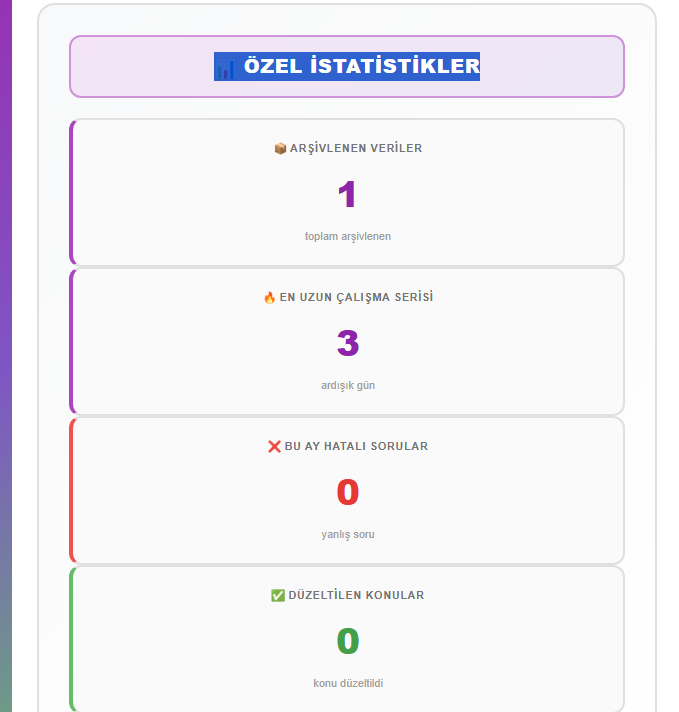 📊 ÖZEL İSTATİSTİKLER
📦 ARŞİVLENEN VERİLER
1
toplam arşivlenen
🔥 EN UZUN ÇALIŞMA SERİSİ
3
ardışık gün
❌ BU AY HATALI SORULAR
0
yanlış soru
✅ DÜZELTİLEN KONULAR
0
konu düzeltildi